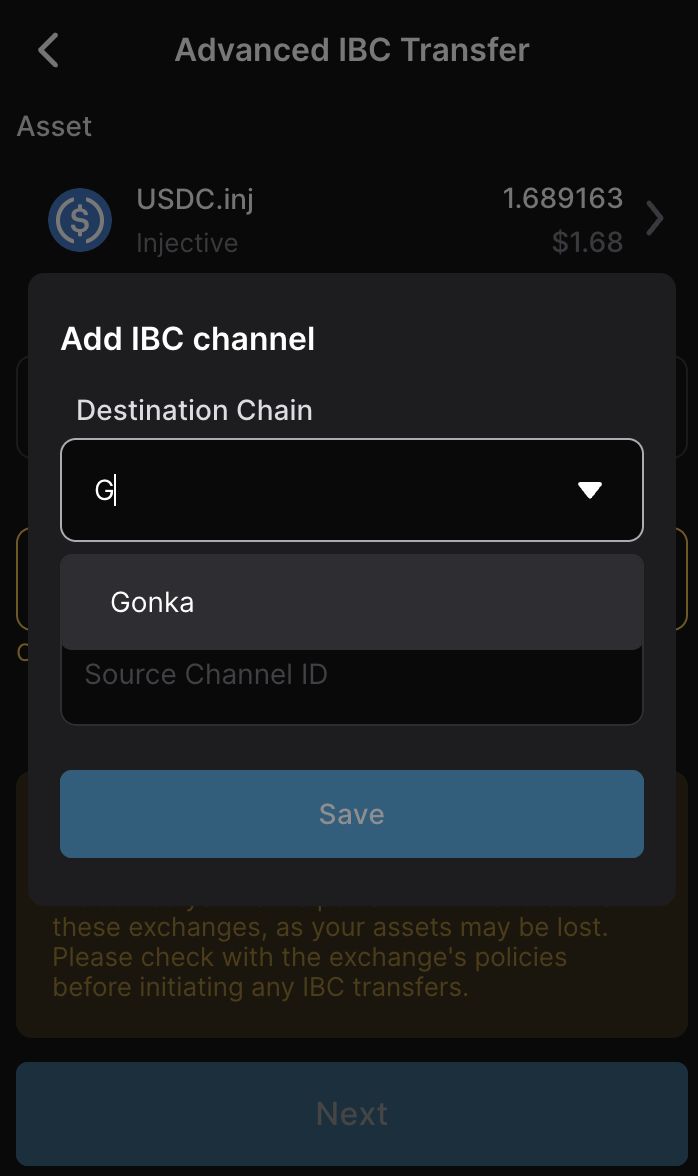 Advanced IBC Transfer
Asset
USDC.inj
1.689163
Injective
$1.68
Add IBC channel
Destination Chain
G
Gonka
Source Channel ID
Save
these exchanges, as your assets may be lost.
Please check with the exchange's policies
before initiating any IBC transfers.
Next